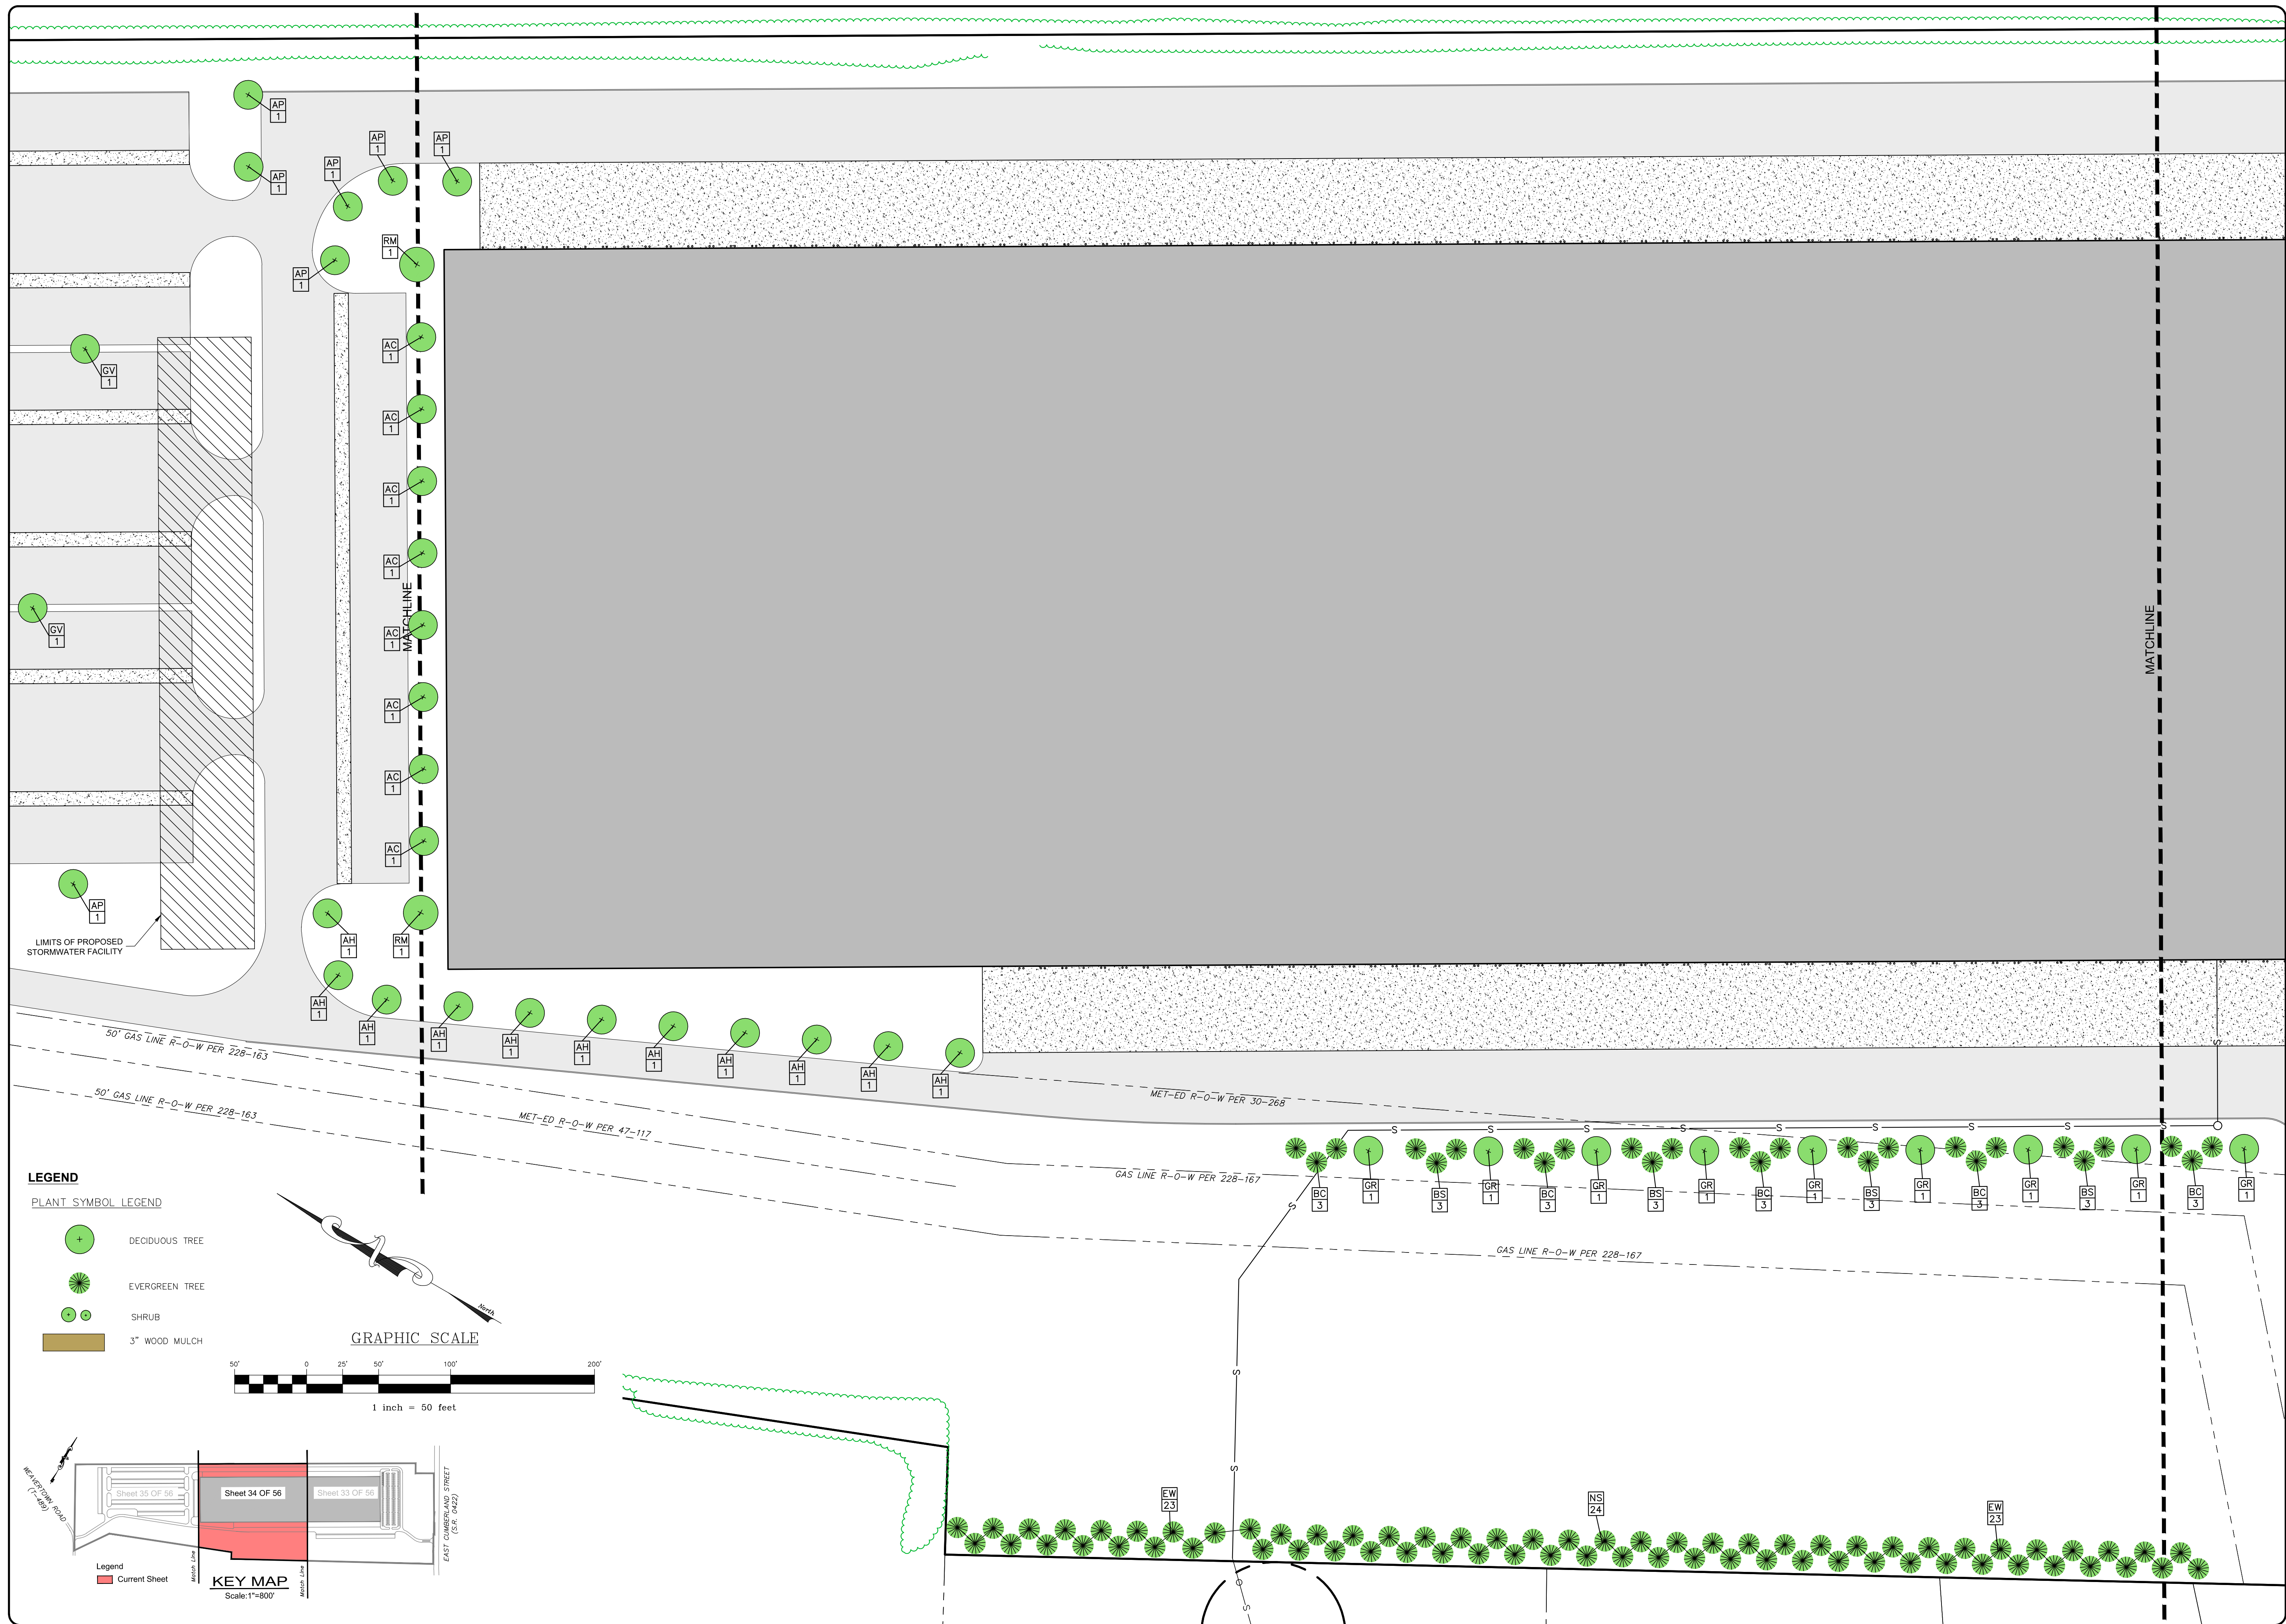 AP
1
AP
1
AP
1
AP
1
AP
1
RM
1
AP
1
AC
1
GV
1
AC
1
AC
1
AC
1
MATCHLINE
MATCHLINE
GV
1
AC
1
AC
1
AC
1
AC
1
AP
1
AH
1
RM
1
LIMITS OF PROPOSED
STORMWATER FACILITY
AH
1
AH
1
AH
1
AH
1
AH
1
AH
1
AH
1
AH
1
AH
1
AH
1
50' GAS LINE R-O-W PER 228-163
50' GAS LINE R-O-W PER 228-163
MET-ED R-O-W PER 47-117
MET-ED R-O-W PER 30-268
S
S S S S S S S S S
GAS LINE R-O-W PER 228-167
BC
3
GR
1
BS
3
GR
1
BC
3
GR
1
BS
3
GR
1
BC
3
GR
1
BS
3
GR
1
BC
3
GR
1
BS
3
GR
1
BC
3
GR
1
S
GAS LINE R-O-W PER 228-167
S
S
LEGEND
PLANT SYMBOL LEGEND
DECIDUOUS TREE
EVERGREEN TREE
SHRUB
3" WOOD MULCH
North
GRAPHIC SCALE
50' 0 25' 50' 100' 200'
1 inch = 50 feet
WEAVERTOWN ROAD
(T-489)
Sheet 35 OF 56
Sheet 34 OF 56
Sheet 33 OF 56
EAST CUMBERLAND STREET
(S.R. 0422)
Match Line
Match Line
Legend
Current Sheet
KEY MAP
Scale:1"=800'
EW
23
NS
24
EW
23
S